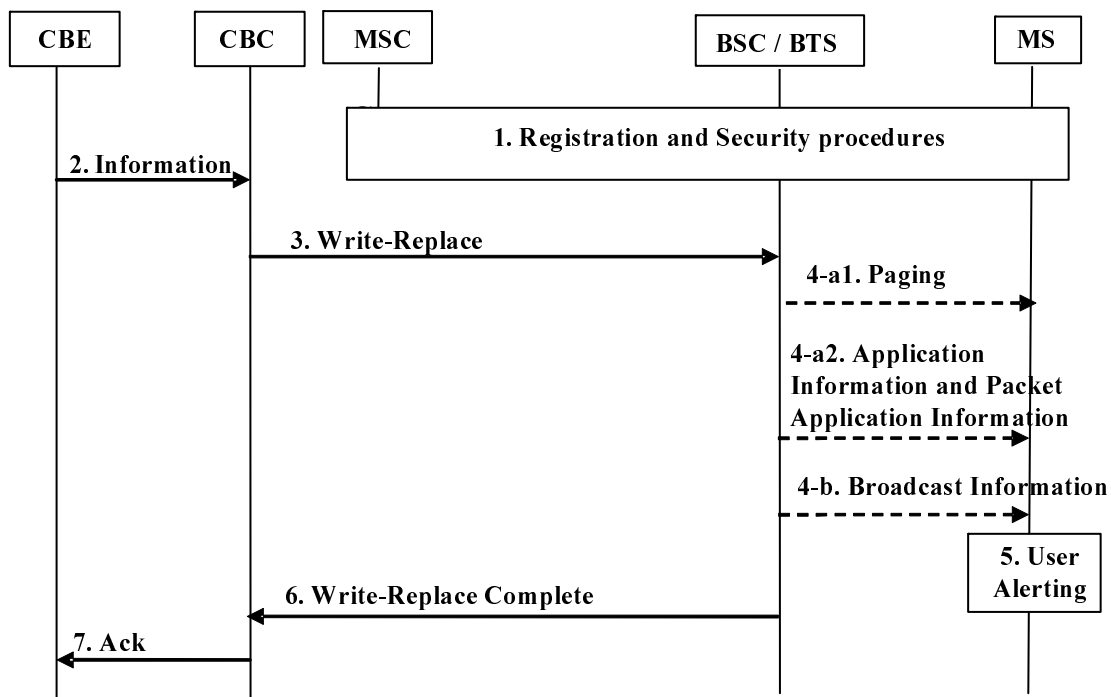 CBE
CBC
MSC
BSC / BTS
MS
1. Registration and Security procedures
2. Information
3. Write-Replace
4-a1. Paging
4-a2. Application
Information and Packet
Application Information
4-b. Broadcast Information
5. User
Alerting
6. Write-Replace Complete
7. Ack